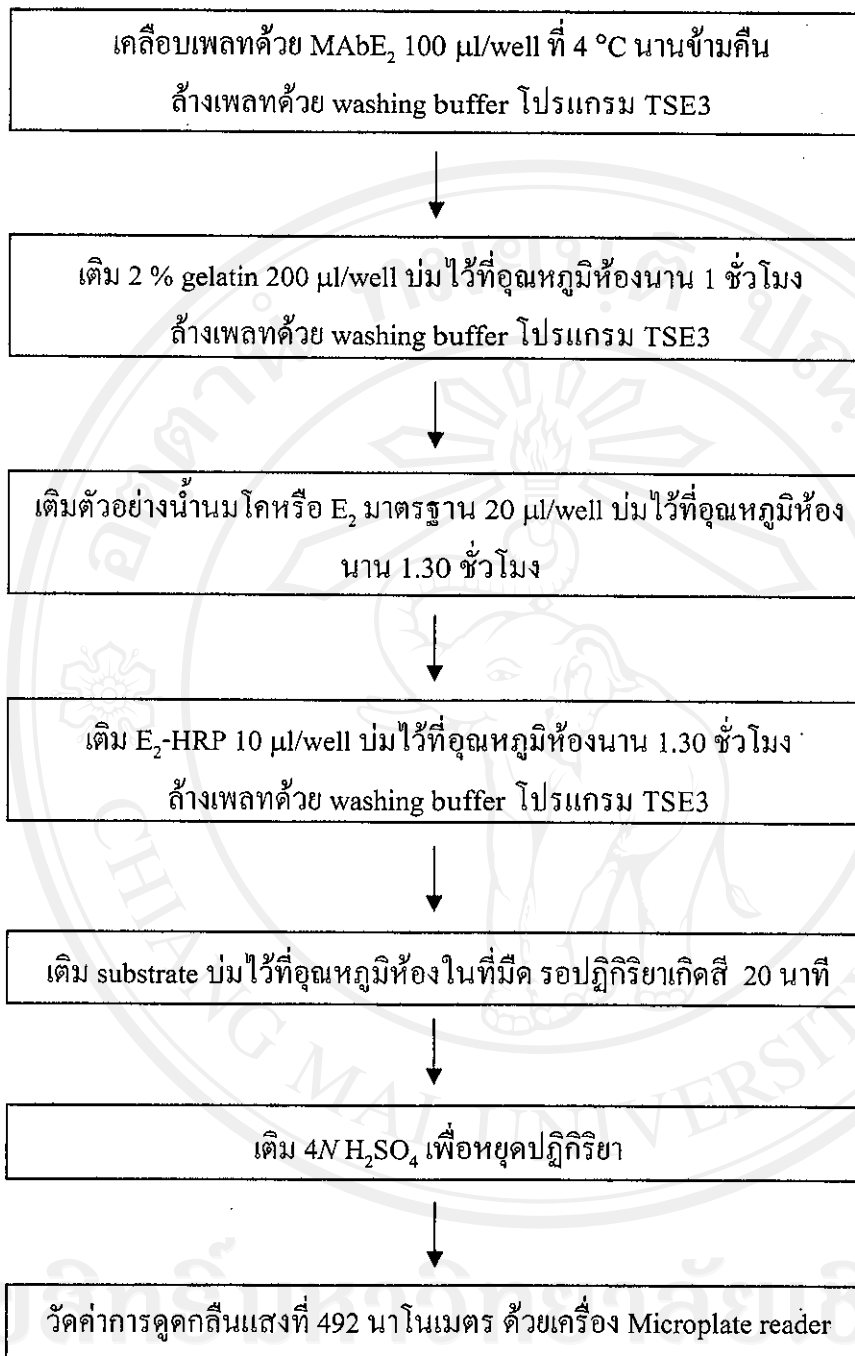 เคลือบเพลทด้วย MAbE₂ 100 µl/well ที่ 4 °C นานข้ามคืน
ล้างเพลทด้วย washing buffer โปรแกรม TSE3
เติม 2 % gelatin 200 µl/well บ่มไว้ที่อุณหภูมิห้องนาน 1 ชั่วโมง
ล้างเพลทด้วย washing buffer โปรแกรม TSE3
เติมตัวอย่างน้ำนมโคหรือ E₂ มาตรฐาน 20 µl/well บ่มไว้ที่อุณหภูมิห้อง
นาน 1.30 ชั่วโมง
เติม E₂-HRP 10 µl/well บ่มไว้ที่อุณหภูมิห้องนาน 1.30 ชั่วโมง
ล้างเพลทด้วย washing buffer โปรแกรม TSE3
เติม substrate บ่มไว้ที่อุณหภูมิห้องในที่มืด รอปฏิกิริยาเกิดสี 20 นาที
เติม 4N H₂SO₄ เพื่อหยุดปฏิกิริยา
วัดค่าการดูดกลืนแสงที่ 492 นาโนเมตร ด้วยเครื่อง Microplate reader
CHIANG MAI UNIVERSITY